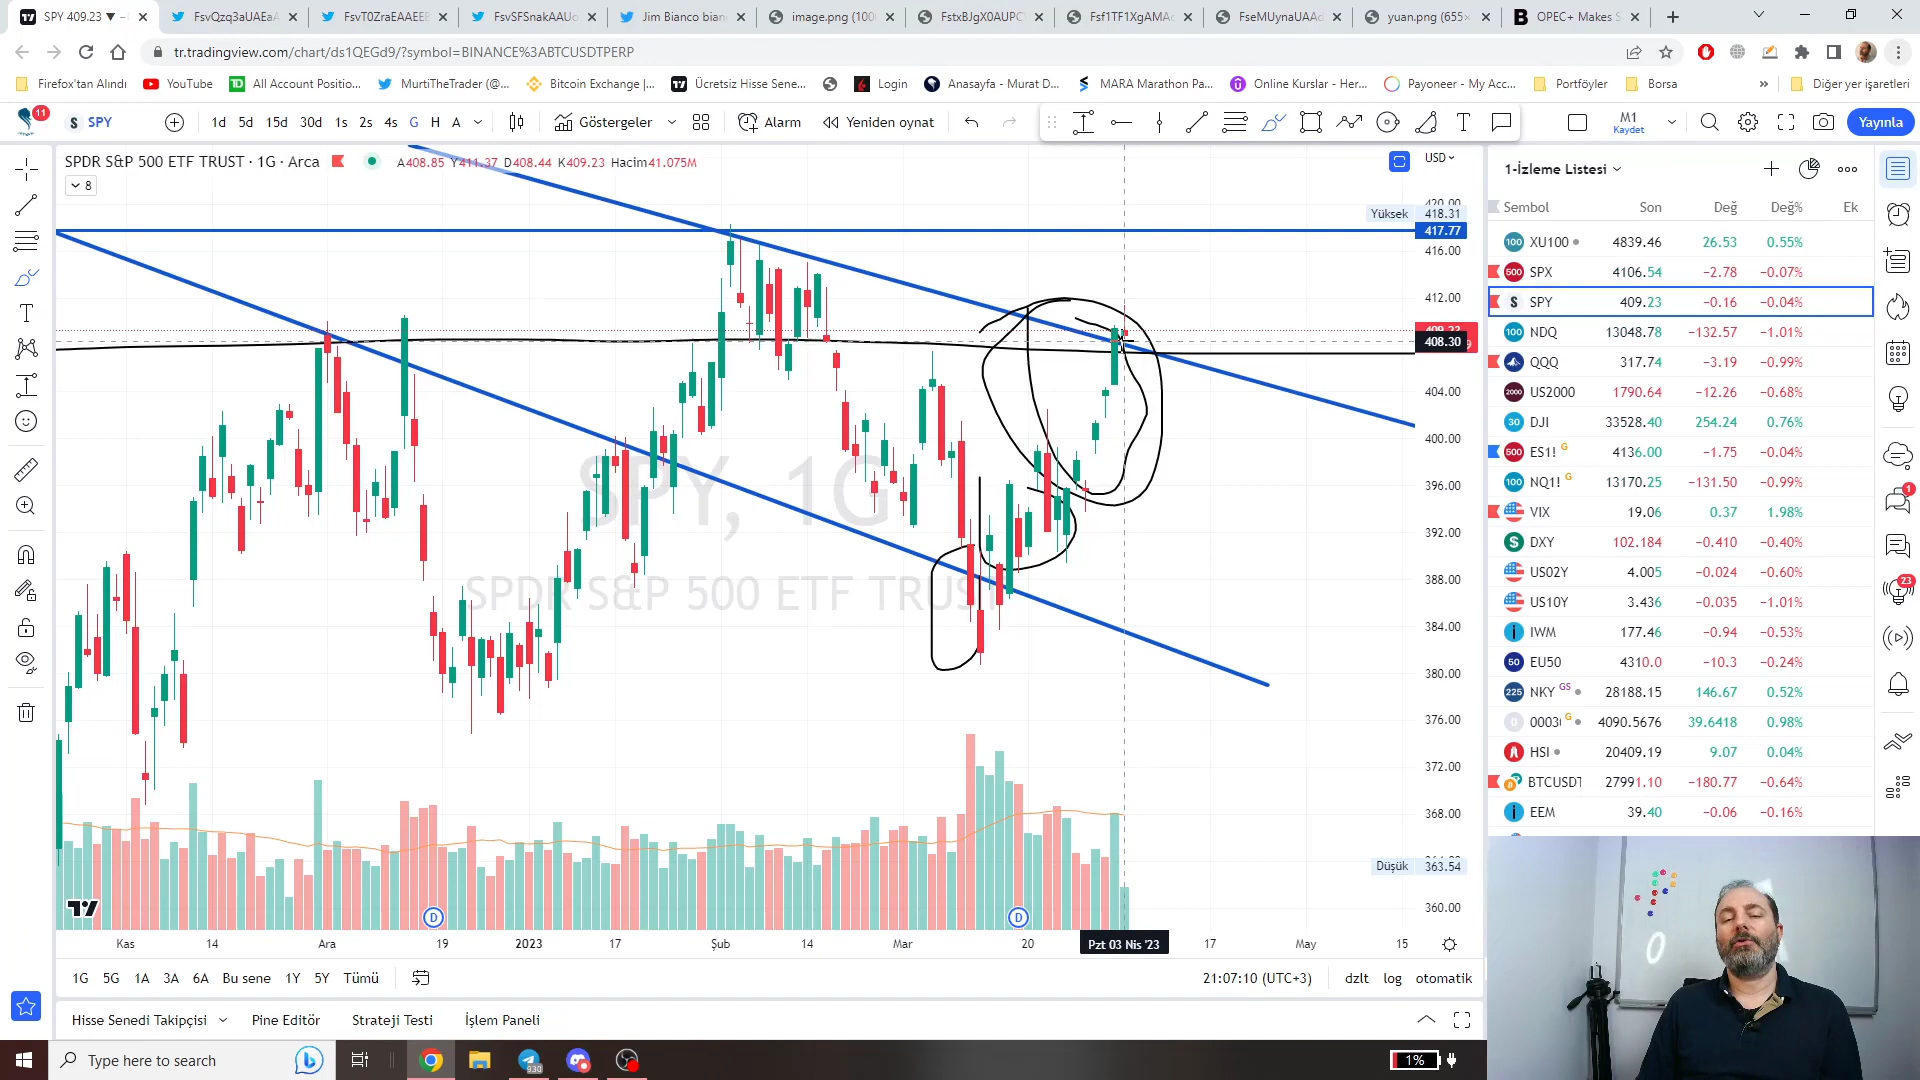 SPY 409.23 ▼ −
FsvQzq3aUAEaA
FsvT0ZraEAAEEE
FsvSFSnakAAUo
Jim Bianco bian
image.png (100
FstxBJgX0AUPC
Fsf1TF1XgAMA
FseMUynaUAA
yuan.png (655×
OPEC+ Makes S
tr.tradingview.com/chart/ds1QEGd9/?symbol=BINANCE%3ABTCUSDTPERP
Firefox'tan Alındı
YouTube
All Account Positio...
MurtiTheTrader (@...
Bitcoin Exchange |...
Ücretsiz Hisse Sene...
Login
Anasayfa - Murat D...
MARA Marathon Pa...
Online Kurslar - Her...
Payoneer - My Acc...
Portföyler
Borsa
Diğer yer işaretleri
11
SPY
1d 5d 15d 30d 1s 2s 4s G H A
Göstergeler
Alarm
Yeniden oynat
M1
Kaydet
Yayınla
SPDR S&P 500 ETF TRUST · 1G · Arca
A408.85 Y411.37 D408.44 K409.23 Hacim41.075M
8
USD
420.00
Yüksek 418.31
417.77
416.00
412.00
408.30
404.00
400.00
396.00
392.00
388.00
384.00
380.00
376.00
372.00
368.00
Düşük 363.54
360.00
SPY, 1G
SPDR S&P 500 ETF TRUST
D
D
Kas 14 Ara 19 2023 17 Şub 14 Mar 20 Pzt 03 Nis '23 17 May 15
1G 5G 1A 3A 6A Bu sene 1Y 5Y Tümü
21:07:10 (UTC+3)
dzlt log otomatik
Hisse Senedi Takipçisi
Pine Editör
Strateji Testi
İşlem Paneli
1-İzleme Listesi
Sembol Son Değ Değ% Ek
XU100 4839.46 26.53 0.55%
SPX 4106.54 −2.78 −0.07%
SPY 409.23 −0.16 −0.04%
NDQ 13048.78 −132.57 −1.01%
QQQ 317.74 −3.19 −0.99%
US2000 1790.64 −12.26 −0.68%
DJI 33528.40 254.24 0.76%
ES1! G 4136.00 −1.75 −0.04%
NQ1! G 13170.25 −131.50 −0.99%
VIX 19.06 0.37 1.98%
DXY 102.184 −0.410 −0.40%
US02Y 4.005 −0.024 −0.60%
US10Y 3.436 −0.035 −1.01%
IWM 177.46 −0.94 −0.53%
EU50 4310.0 −10.3 −0.24%
NKY GS 28188.15 146.67 0.52%
0003 G 4090.5676 39.6418 0.98%
HSI 20409.19 9.07 0.04%
BTCUSDT 27991.10 −180.77 −0.64%
EEM 39.40 −0.06 −0.16%
1
23
Type here to search
930
1%